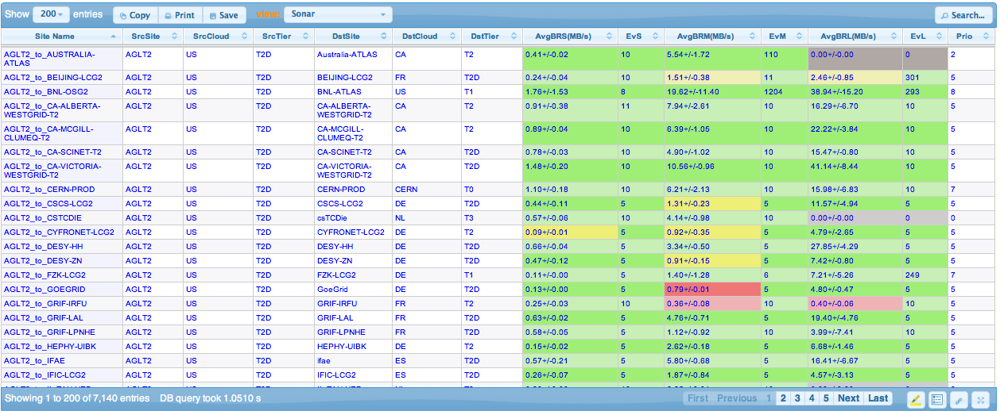 Show 200 entries Copy Print Save view: Sonar Search...
Site Name SrcSite SrcCloud SrcTier DstSite DstCloud DstTier AvgBRS(MB/s) EvS AvgBRM(MB/s) EvM AvgBRL(MB/s) EvL Prio
AGLT2_to_AUSTRALIA- AGLT2 US T2D Australia-ATLAS CA T2 0.41+/-0.02 10 5.54+/-1.72 110 0.00+/-0.00 0 2
ATLAS
AGLT2_to_BEIJING-LCG2 AGLT2 US T2D BEIJING-LCG2 FR T2D 0.24+/-0.04 10 1.51+/-0.38 11 2.46+/-0.85 301 5
AGLT2_to_BNL-OSG2 AGLT2 US T2D BNL-ATLAS US T1 1.76+/-1.53 8 19.62+/-11.40 1204 38.94+/-15.20 293 8
AGLT2_to_CA-ALBERTA- AGLT2 US T2D CA-ALBERTA- CA T2 0.91+/-0.38 11 7.94+/-2.61 10 16.29+/-6.70 10 5
WESTGRID-T2 WESTGRID-T2
AGLT2_to_CA-MCGILL- AGLT2 US T2D CA-MCGILL- CA T2 0.89+/-0.04 10 6.39+/-1.05 10 22.22+/-3.84 10 5
CLUMEQ-T2 CLUMEQ-T2
AGLT2_to_CA-SCINET-T2 AGLT2 US T2D CA-SCINET-T2 CA T2D 0.78+/-0.03 10 4.90+/-1.02 10 15.47+/-0.80 10 5
AGLT2_to_CA-VICTORIA- AGLT2 US T2D CA-VICTORIA- CA T2D 1.48+/-0.20 10 10.56+/-0.96 10 41.14+/-8.44 10 5
WESTGRID-T2 WESTGRID-T2
AGLT2_to_CERN-PROD AGLT2 US T2D CERN-PROD CERN T0 1.10+/-0.18 10 6.21+/-2.13 10 15.98+/-6.83 10 7
AGLT2_to_CSCS-LCG2 AGLT2 US T2D CSCS-LCG2 DE T2D 0.44+/-0.11 5 1.31+/-0.23 5 11.57+/-4.94 5 5
AGLT2_to_CSTCDIE AGLT2 US T2D csTCDie NL T3 0.57+/-0.06 10 4.14+/-0.98 10 0.00+/-0.00 0 0
AGLT2_to_CYFRONET-LCG2 AGLT2 US T2D CYFRONET-LCG2 DE T2 0.09+/-0.01 5 0.92+/-0.35 5 4.79+/-2.65 5 5
AGLT2_to_DESY-HH AGLT2 US T2D DESY-HH DE T2D 0.66+/-0.04 5 3.34+/-0.50 5 27.85+/-4.29 5 5
AGLT2_to_DESY-ZN AGLT2 US T2D DESY-ZN DE T2D 0.47+/-0.12 5 0.91+/-0.15 5 7.42+/-0.80 5 5
AGLT2_to_FZK-LCG2 AGLT2 US T2D FZK-LCG2 DE T1 0.11+/-0.00 5 1.40+/-1.28 6 7.21+/-5.26 249 7
AGLT2_to_GOEGRID AGLT2 US T2D GoeGrid DE T2D 0.13+/-0.00 5 0.79+/-0.01 5 4.80+/-0.47 5 5
AGLT2_to_GRIF-IRFU AGLT2 US T2D GRIF-IRFU FR T2 0.25+/-0.03 10 0.36+/-0.08 10 0.40+/-0.06 10 5
AGLT2_to_GRIF-LAL AGLT2 US T2D GRIF-LAL FR T2D 0.63+/-0.02 5 4.76+/-0.71 5 19.40+/-4.76 5 5
AGLT2_to_GRIF-LPNHE AGLT2 US T2D GRIF-LPNHE FR T2D 0.58+/-0.05 5 1.12+/-0.92 10 3.99+/-7.41 10 5
AGLT2_to_HEPHY-UIBK AGLT2 US T2D HEPHY-UIBK DE T2 0.15+/-0.02 5 2.62+/-0.18 5 6.68+/-1.46 5 5
AGLT2_to_IFAE AGLT2 US T2D ifae ES T2D 0.57+/-0.21 5 5.80+/-0.68 5 16.41+/-6.67 5 5
AGLT2_to_IFIC-LCG2 AGLT2 US T2D IFIC-LCG2 ES T2D 0.26+/-0.07 5 1.87+/-0.84 5 4.57+/-3.13 5 5
Showing 1 to 200 of 7,140 entries DB query took 1.0510 s First Previous 1 2 3 4 5 Next Last